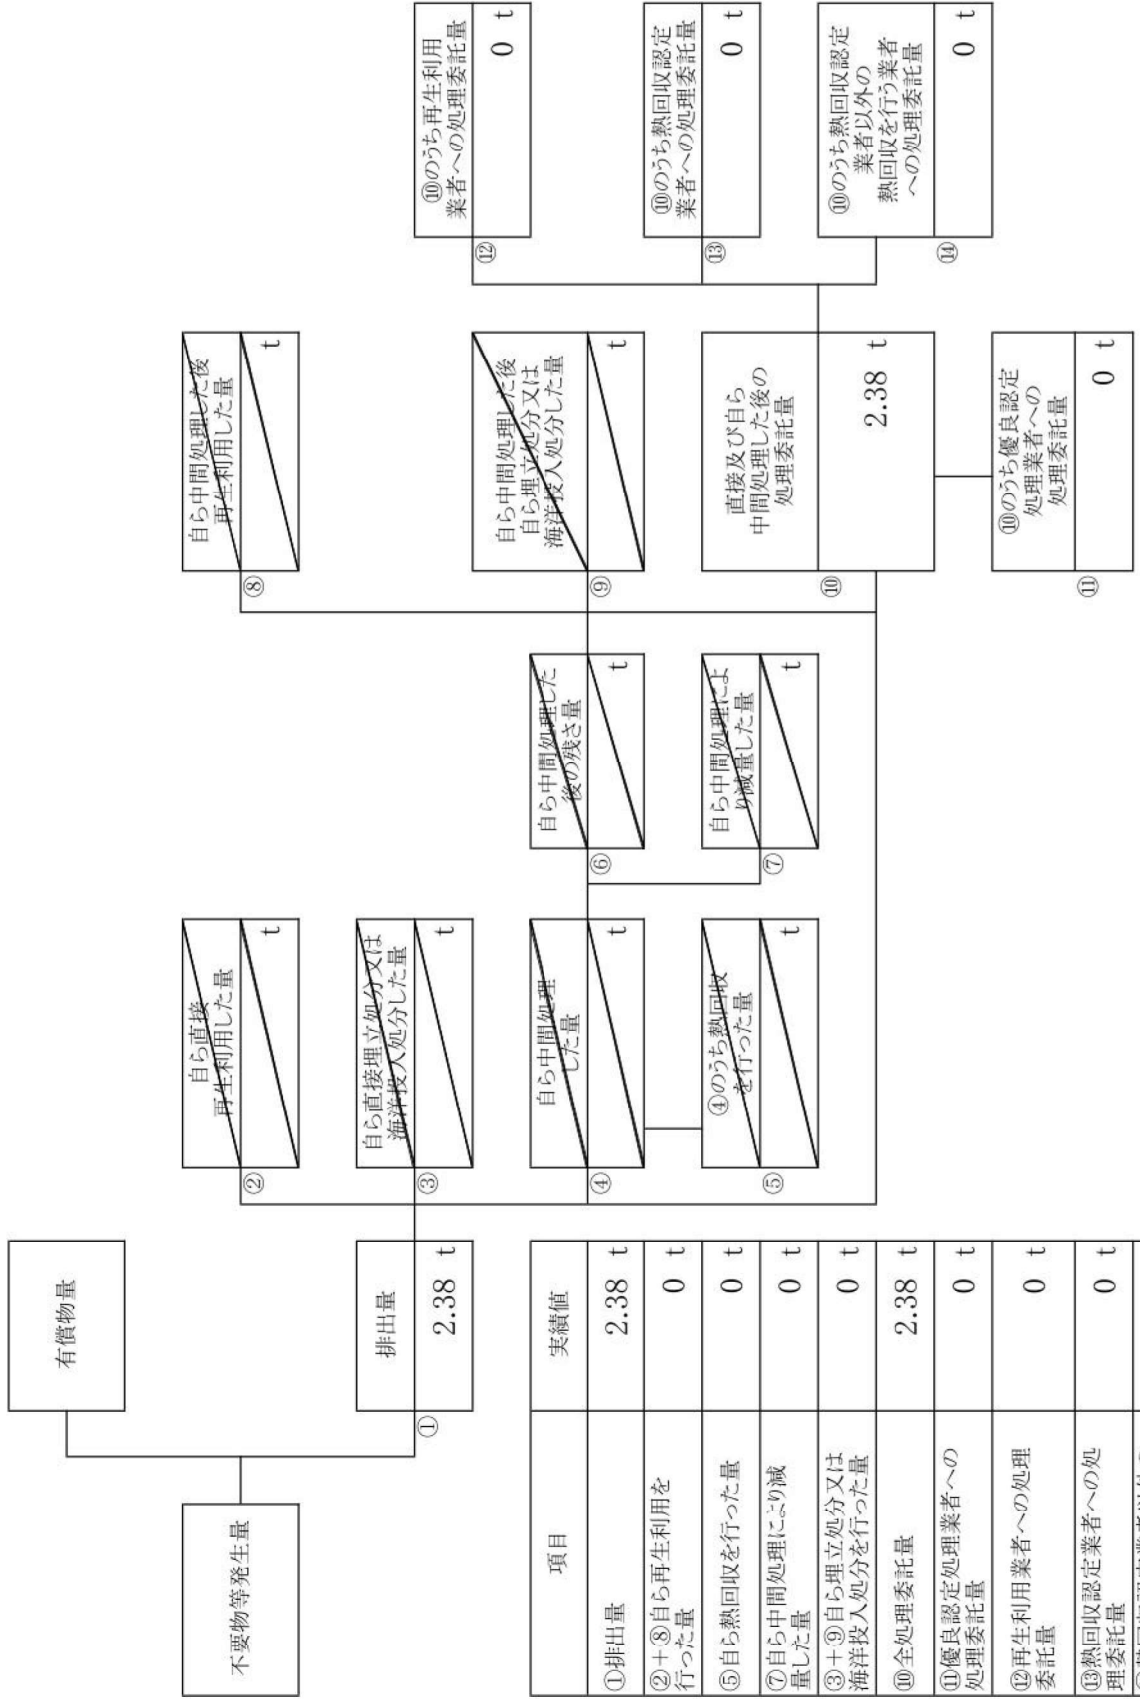 不要物等発生量
有償物量
①
排出量
2.38 t
②
自ら直接
再生利用した量
t
③
自ら直接埋立処分又は
海洋投入処分した量
t
④
自ら中間処理
した量
t
⑤
④のうち熱回収
を行った量
t
⑥
自ら中間処理した
後の残さ量
t
⑦
自ら中間処理によ
り減量した量
t
⑧
自ら中間処理した後
再生利用した量
t
⑨
自ら中間処理した後
自ら埋立処分又は
海洋投入処分した量
t
⑩
直接及び自ら
中間処理した後の
処理委託量
2.38 t
⑪
⑩のうち優良認定
処理業者への
処理委託量
0 t
⑫
⑩のうち再生利用
業者への処理委託量
0 t
⑬
⑩のうち熱回収認定
業者への処理委託量
0 t
⑭
⑩のうち熱回収認定
業者以外の
熱回収を行う業者
への処理委託量
0 t
項目 実績値
①排出量 2.38 t
②+⑧自ら再生利用を
行った量 0 t
⑤自ら熱回収を行った量 0 t
⑦自ら中間処理により減
量した量 0 t
③+⑨自ら埋立処分又は
海洋投入処分を行った量 0 t
⑩全処理委託量 2.38 t
⑪優良認定処理業者への
処理委託量 0 t
⑫再生利用業者への処理
委託量 0 t
⑬熱回収認定業者への処
理委託量 0 t